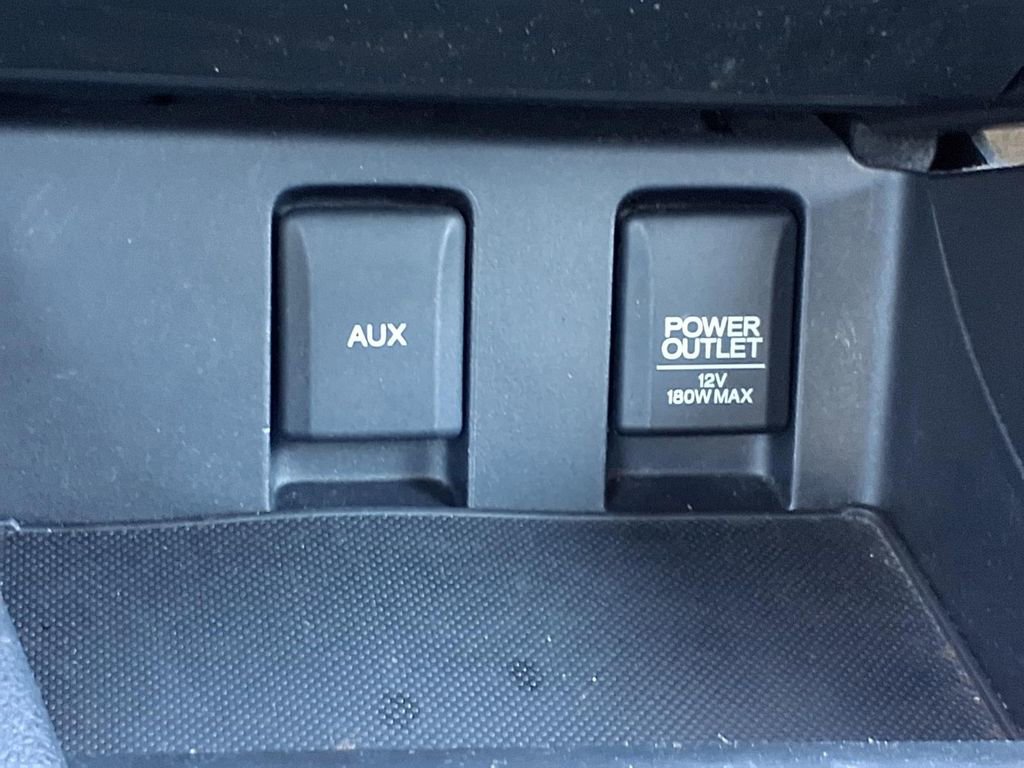 AUX
POWER
OUTLET
12V
180W MAX